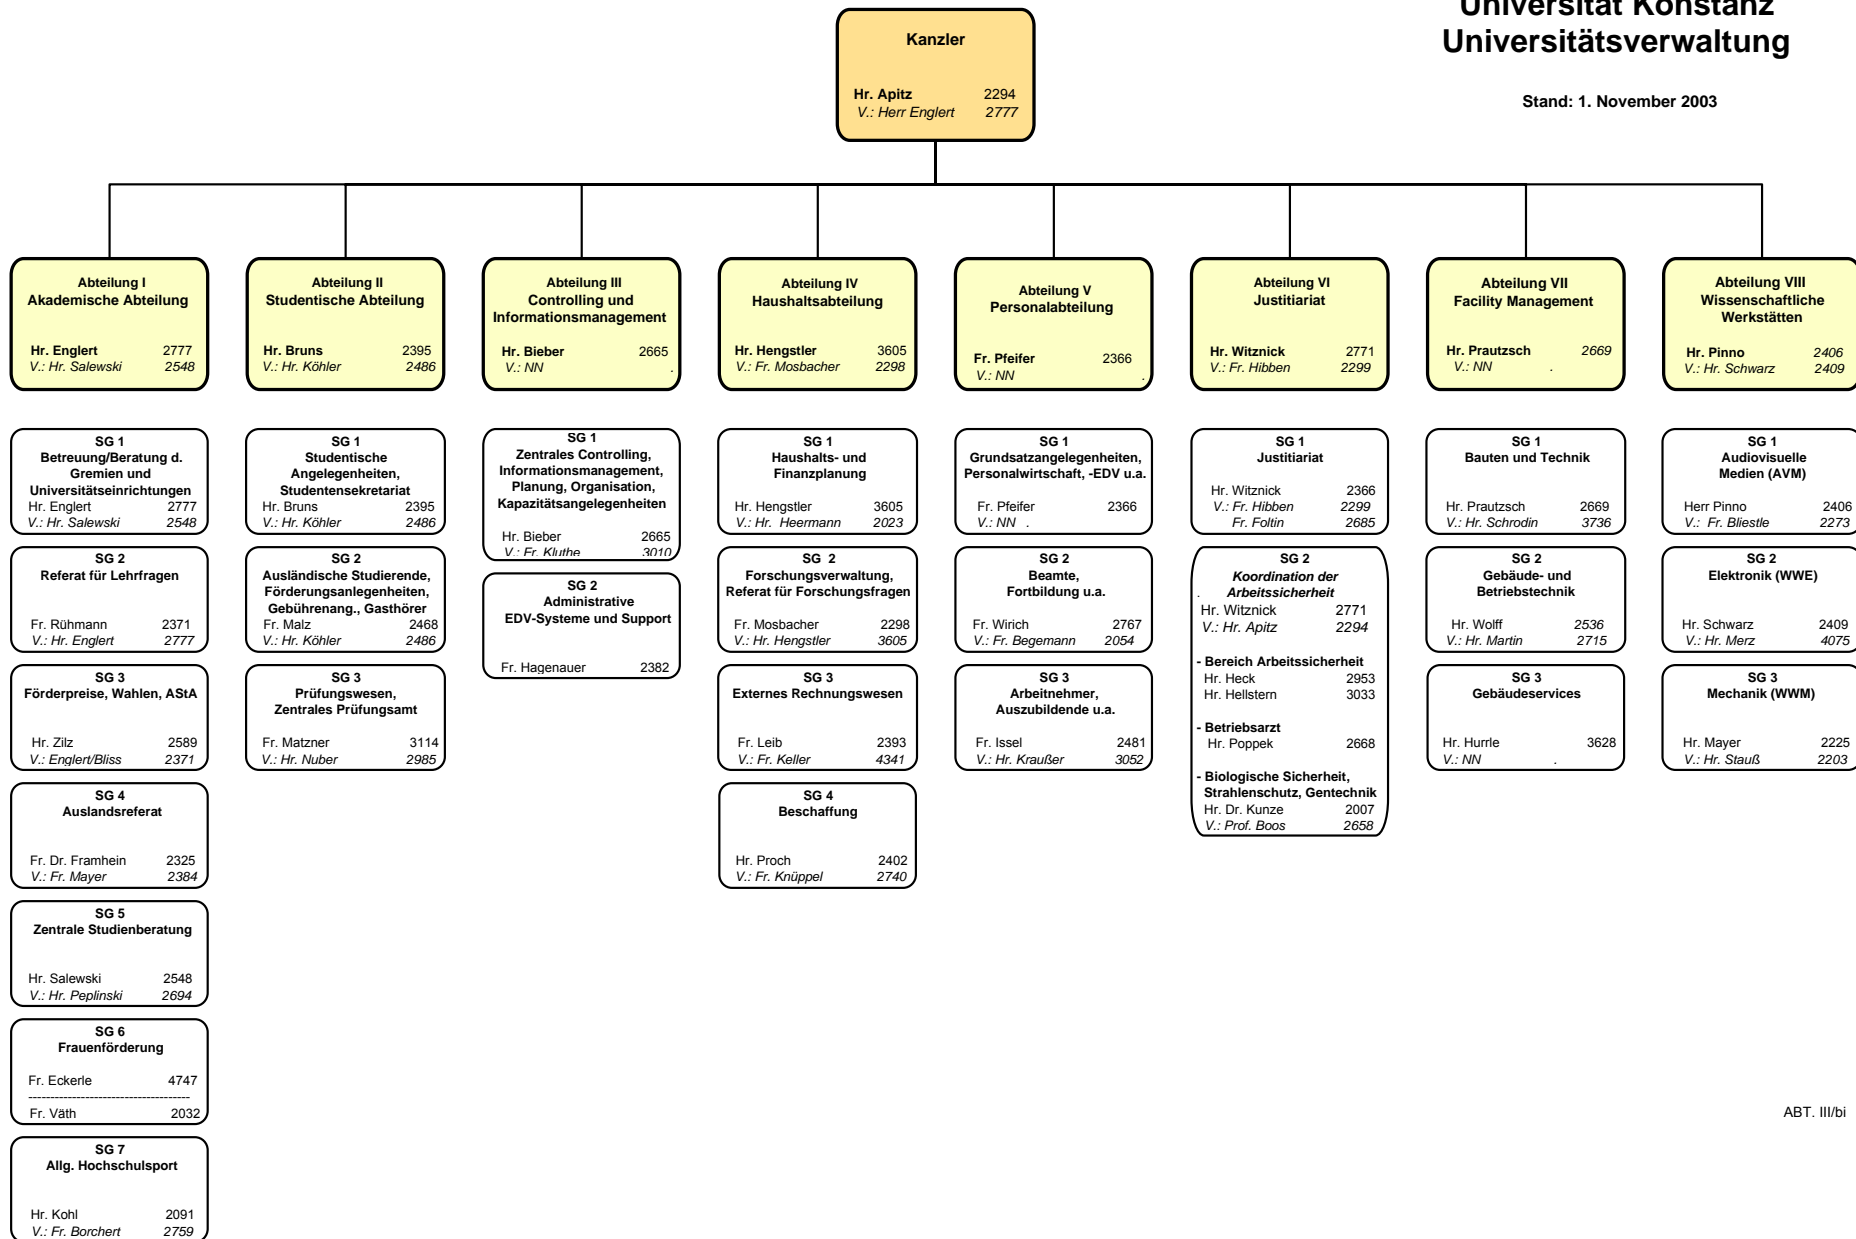 Universität Konstanz
Universitätsverwaltung
Stand: 1. November 2003
Kanzler
Hr. Apitz 2294
V.: Herr Englert 2777
Abteilung I
Akademische Abteilung
Hr. Englert 2777
V.: Hr. Salewski 2548
SG 1
Betreuung/Beratung d.
Gremien und
Universitätseinrichtungen
Hr. Englert 2777
V.: Hr. Salewski 2548
SG 2
Referat für Lehrfragen
Fr. Rühmann 2371
V.: Hr. Englert 2777
SG 3
Förderpreise, Wahlen, AStA
Hr. Zilz 2589
V.: Englert/Bliss 2371
SG 4
Auslandsreferat
Fr. Dr. Framhein 2325
V.: Fr. Mayer 2384
SG 5
Zentrale Studienberatung
Hr. Salewski 2548
V.: Hr. Peplinski 2694
SG 6
Frauenförderung
Fr. Eckerle 4747
-------------------------------------
Fr. Väth 2032
SG 7
Allg. Hochschulsport
Hr. Kohl 2091
V.: Fr. Borchert 2759
Abteilung II
Studentische Abteilung
Hr. Bruns 2395
V.: Hr. Köhler 2486
SG 1
Studentische
Angelegenheiten,
Studentensekretariat
Hr. Bruns 2395
V.: Hr. Köhler 2486
SG 2
Ausländische Studierende,
Förderungsanlegenheiten,
Gebührenang., Gasthörer
Fr. Malz 2468
V.: Hr. Köhler 2486
SG 3
Prüfungswesen,
Zentrales Prüfungsamt
Fr. Matzner 3114
V.: Hr. Nuber 2985
Abteilung III
Controlling und
Informationsmanagement
Hr. Bieber 2665
V.: NN .
SG 1
Zentrales Controlling,
Informationsmanagement,
Planung, Organisation,
Kapazitätsangelegenheiten
Hr. Bieber 2665
V.: Fr. Kluthe 3010
SG 2
Administrative
EDV-Systeme und Support
Fr. Hagenauer 2382
Abteilung IV
Haushaltsabteilung
Hr. Hengstler 3605
V.: Fr. Mosbacher 2298
SG 1
Haushalts- und
Finanzplanung
Hr. Hengstler 3605
V.: Hr. Heermann 2023
SG 2
Forschungsverwaltung,
Referat für Forschungsfragen
Fr. Mosbacher 2298
V.: Hr. Hengstler 3605
SG 3
Externes Rechnungswesen
Fr. Leib 2393
V.: Fr. Keller 4341
SG 4
Beschaffung
Hr. Proch 2402
V.: Fr. Knüppel 2740
Abteilung V
Personalabteilung
Fr. Pfeifer 2366
V.: NN .
SG 1
Grundsatzangelegenheiten,
Personalwirtschaft, -EDV u.a.
Fr. Pfeifer 2366
V.: NN .
SG 2
Beamte,
Fortbildung u.a.
Fr. Wirich 2767
V.: Fr. Begemann 2054
SG 3
Arbeitnehmer,
Auszubildende u.a.
Fr. Issel 2481
V.: Hr. Kraußer 3052
Abteilung VI
Justitiariat
Hr. Witznick 2771
V.: Fr. Hibben 2299
SG 1
Justitiariat
Hr. Witznick 2366
V.: Fr. Hibben 2299
Fr. Foltin 2685
SG 2
Koordination der
. Arbeitssicherheit
Hr. Witznick 2771
V.: Hr. Apitz 2294
- Bereich Arbeitssicherheit
Hr. Heck 2953
Hr. Hellstern 3033
- Betriebsarzt
Hr. Poppek 2668
- Biologische Sicherheit,
Strahlenschutz, Gentechnik
Hr. Dr. Kunze 2007
V.: Prof. Boos 2658
Abteilung VII
Facility Management
Hr. Prautzsch 2669
V.: NN .
SG 1
Bauten und Technik
Hr. Prautzsch 2669
V.: Hr. Schrodin 3736
SG 2
Gebäude- und
Betriebstechnik
Hr. Wolff 2536
V.: Hr. Martin 2715
SG 3
Gebäudeservices
Hr. Hurrle 3628
V.: NN .
Abteilung VIII
Wissenschaftliche
Werkstätten
Hr. Pinno 2406
V.: Hr. Schwarz 2409
SG 1
Audiovisuelle
Medien (AVM)
Herr Pinno 2406
V.: Fr. Bliestle 2273
SG 2
Elektronik (WWE)
Hr. Schwarz 2409
V.: Hr. Merz 4075
SG 3
Mechanik (WWM)
Hr. Mayer 2225
V.: Hr. Stauß 2203
ABT. III/bi